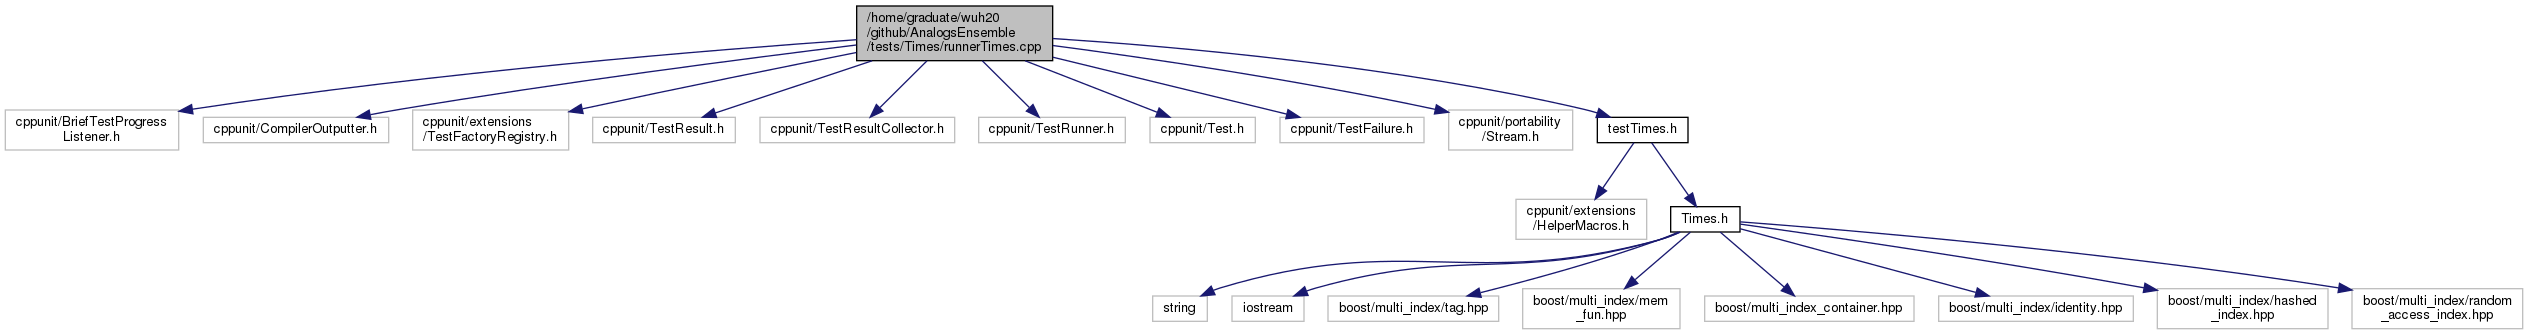 /home/graduate/wuh20
/github/AnalogsEnsemble
/tests/Times/runnerTimes.cpp
cppunit/BriefTestProgress
Listener.h
cppunit/CompilerOutputter.h
cppunit/extensions
/TestFactoryRegistry.h
cppunit/TestResult.h
cppunit/TestResultCollector.h
cppunit/TestRunner.h
cppunit/Test.h
cppunit/TestFailure.h
cppunit/portability
/Stream.h
testTimes.h
cppunit/extensions
/HelperMacros.h
Times.h
string
iostream
boost/multi_index/tag.hpp
boost/multi_index/mem
_fun.hpp
boost/multi_index_container.hpp
boost/multi_index/identity.hpp
boost/multi_index/hashed
_index.hpp
boost/multi_index/random
_access_index.hpp